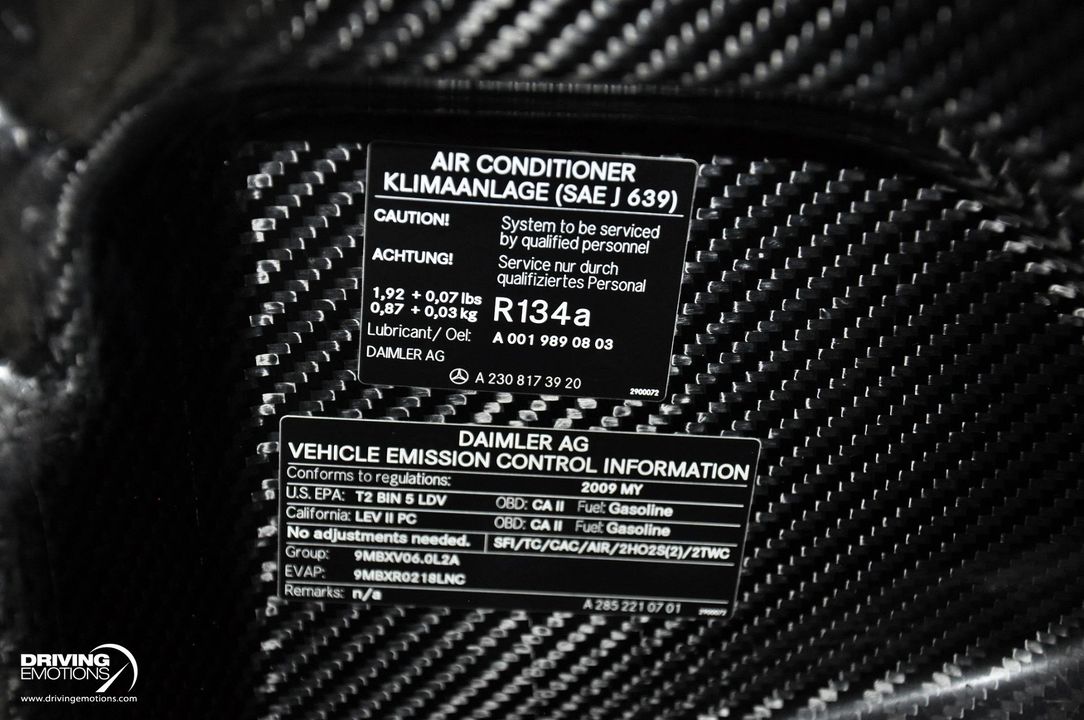 AIR CONDITIONER
KLIMAANLAGE (SAE J 639)
CAUTION! System to be serviced
by qualified personnel
ACHTUNG! Service nur durch
qualifiziertes Personal
1,92 + 0,07 lbs
0,87 + 0,03 kg R134a
Lubricant/ Oel: A 001 989 08 03
DAIMLER AG
A 230 817 39 20
2900072
DAIMLER AG
VEHICLE EMISSION CONTROL INFORMATION
Conforms to regulations: 2009 MY
U.S. EPA: T2 BIN 5 LDV OBD: CA II Fuel: Gasoline
California: LEV II PC OBD: CA II Fuel: Gasoline
No adjustments needed. SFI/TC/CAC/AIR/2HO2S(2)/2TWC
Group: 9MBXV06.0L2A
EVAP: 9MBXR0218LNC
Remarks: n/a
A 285 221 07 01
2900072
DRIVING
EMOTIONS
www.drivingemotions.com